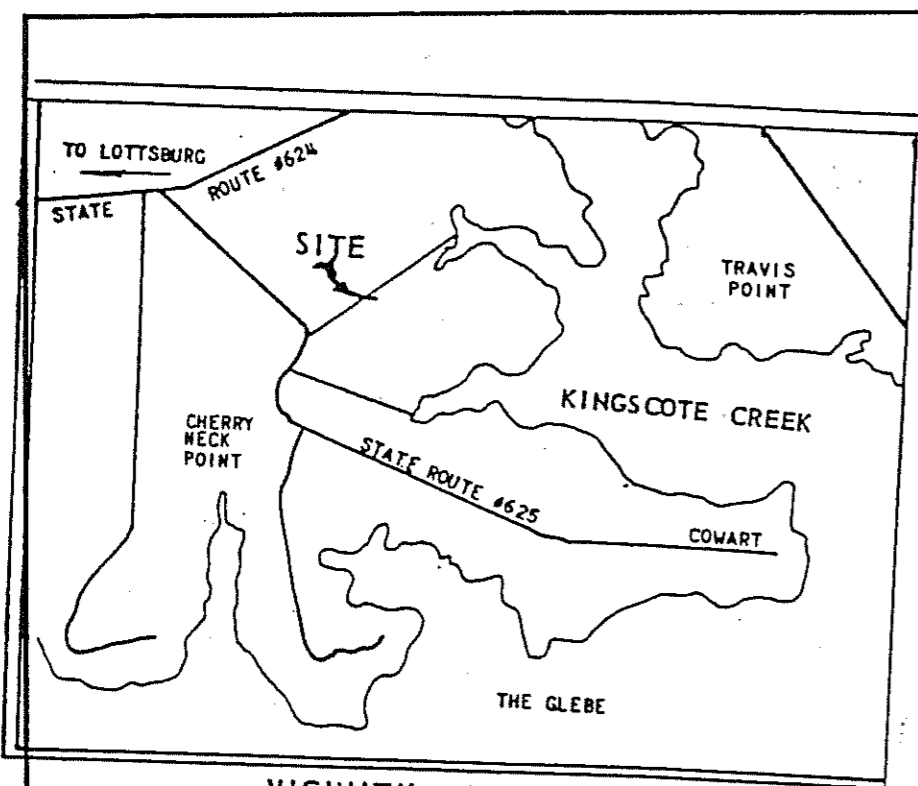 TO LOTTSBURG
STATE
ROUTE #624
SITE
TRAVIS
POINT
KINGSCOTE CREEK
CHERRY
NECK
POINT
STATE ROUTE #625
COWART
THE GLEBE